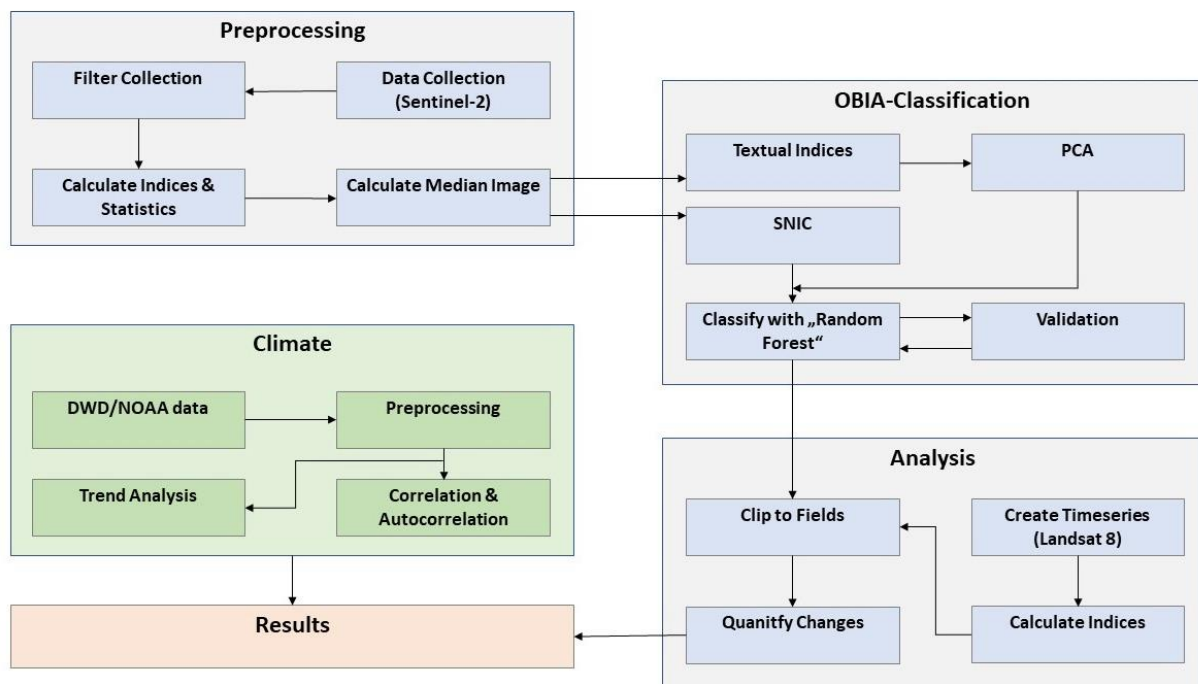 Preprocessing
Filter Collection
Data Collection
(Sentinel-2)
Calculate Indices &
Statistics
Calculate Median Image
OBIA-Classification
Textual Indices
PCA
SNIC
Classify with „Random
Forest“
Validation
Climate
DWD/NOAA data
Preprocessing
Trend Analysis
Correlation &
Autocorrelation
Analysis
Clip to Fields
Create Timeseries
(Landsat 8)
Quanitfy Changes
Calculate Indices
Results